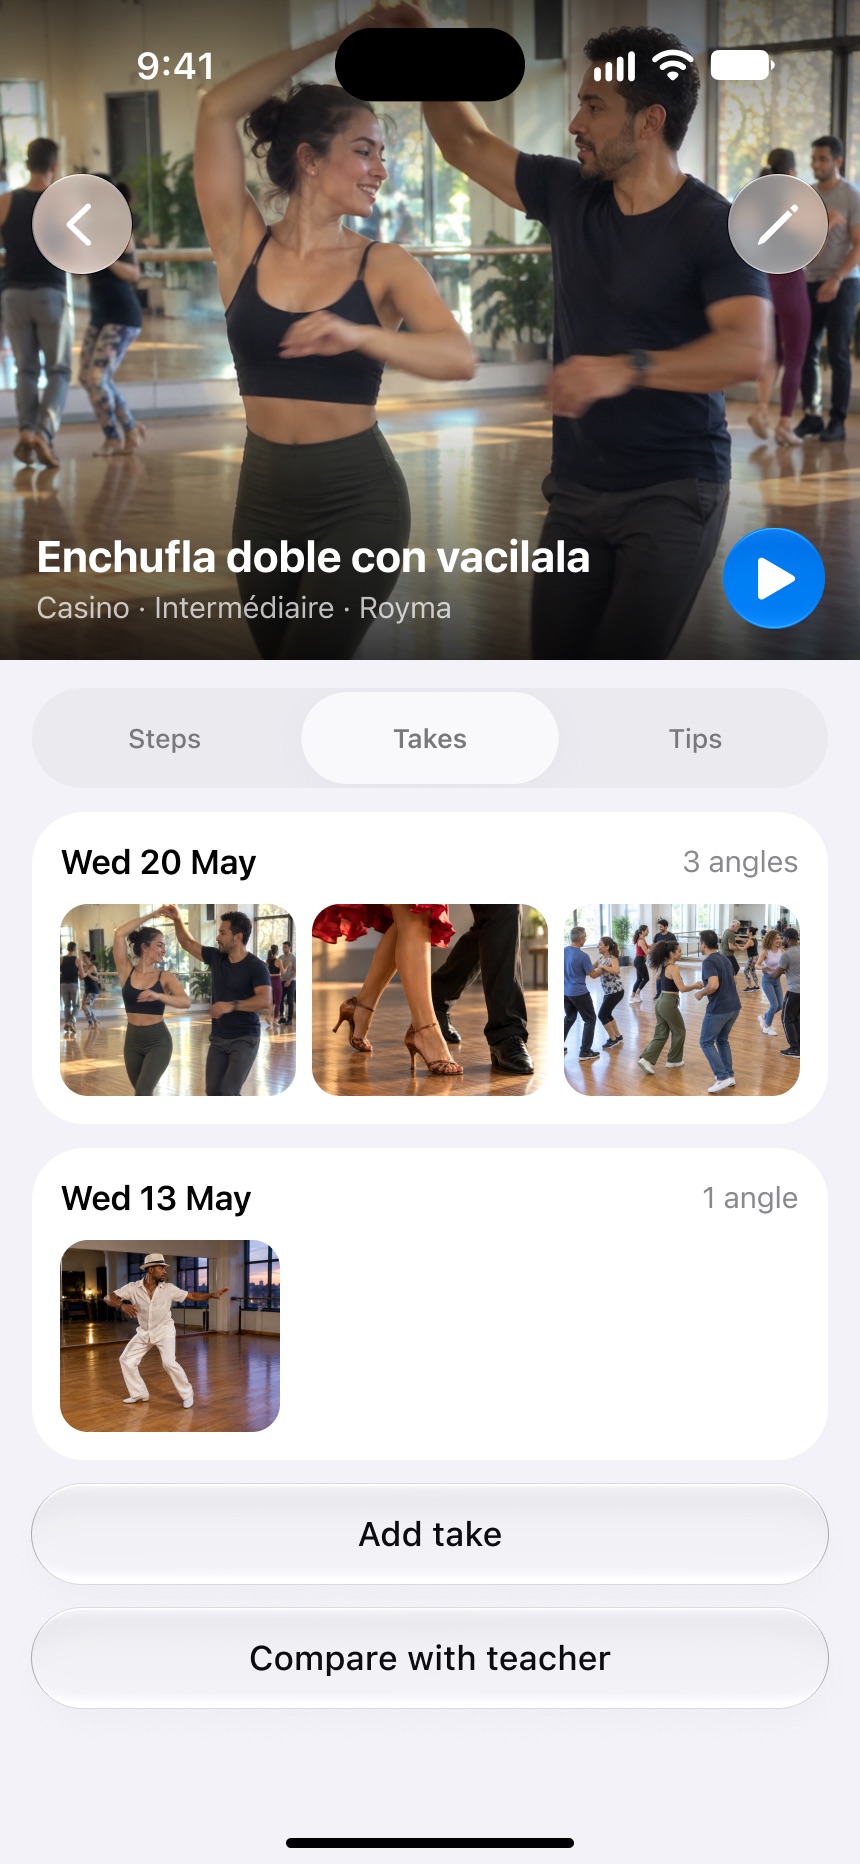 9:41
Enchufla doble con vacilala
Casino · Intermédiaire · Royma
Steps
Takes
Tips
Wed 20 May
3 angles
Wed 13 May
1 angle
Add take
Compare with teacher